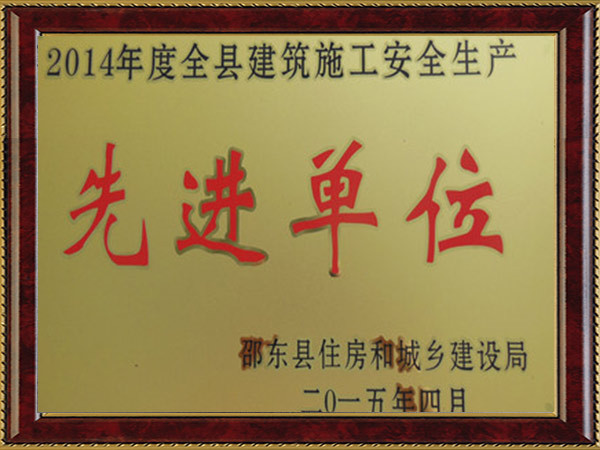 2014年度全县建筑施工安全生产
先进单位
邵东县住房和城乡建设局
二0一五年四月